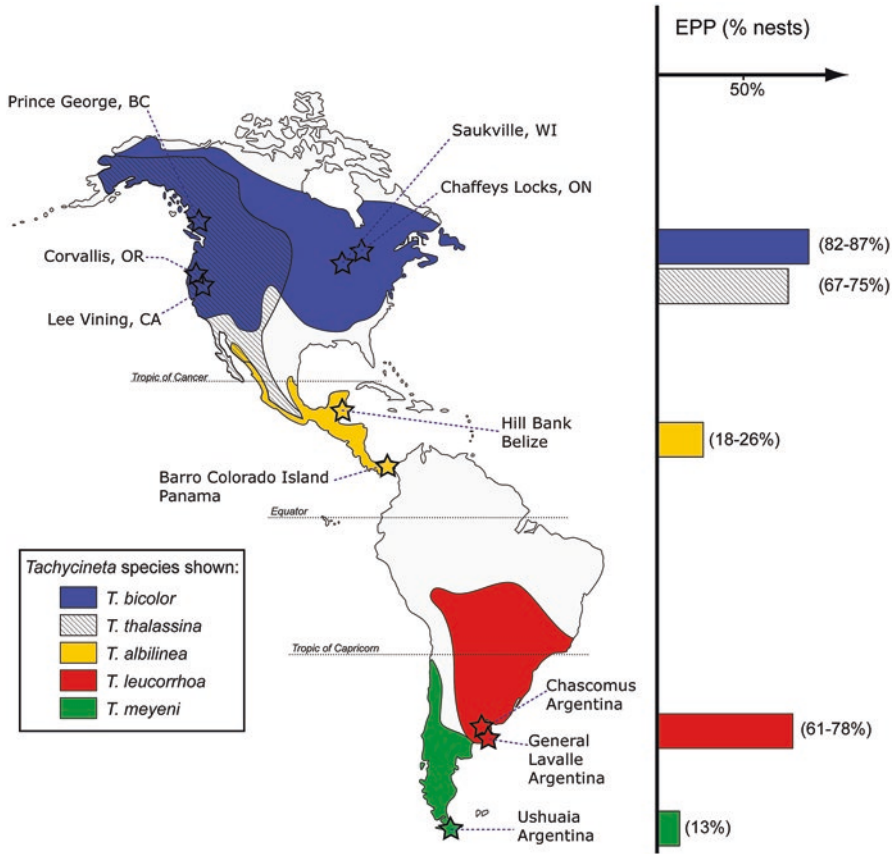 EPP (% nests)
50%
Prince George, BC
Saukville, WI
Chaffeys Locks, ON
Corvallis, OR
(82-87%)
(67-75%)
Lee Vining, CA
Tropic of Cancer
Hill Bank
Belize
(18-26%)
Barro Colorado Island
Panama
Equator
Tachycineta species shown:
T. bicolor
T. thalassina
T. albilinea
T. leucorrhoa
T. meyeni
Tropic of Capricorn
Chascomus
Argentina
(61-78%)
General
Lavalle
Argentina
Ushuaia
Argentina
(13%)